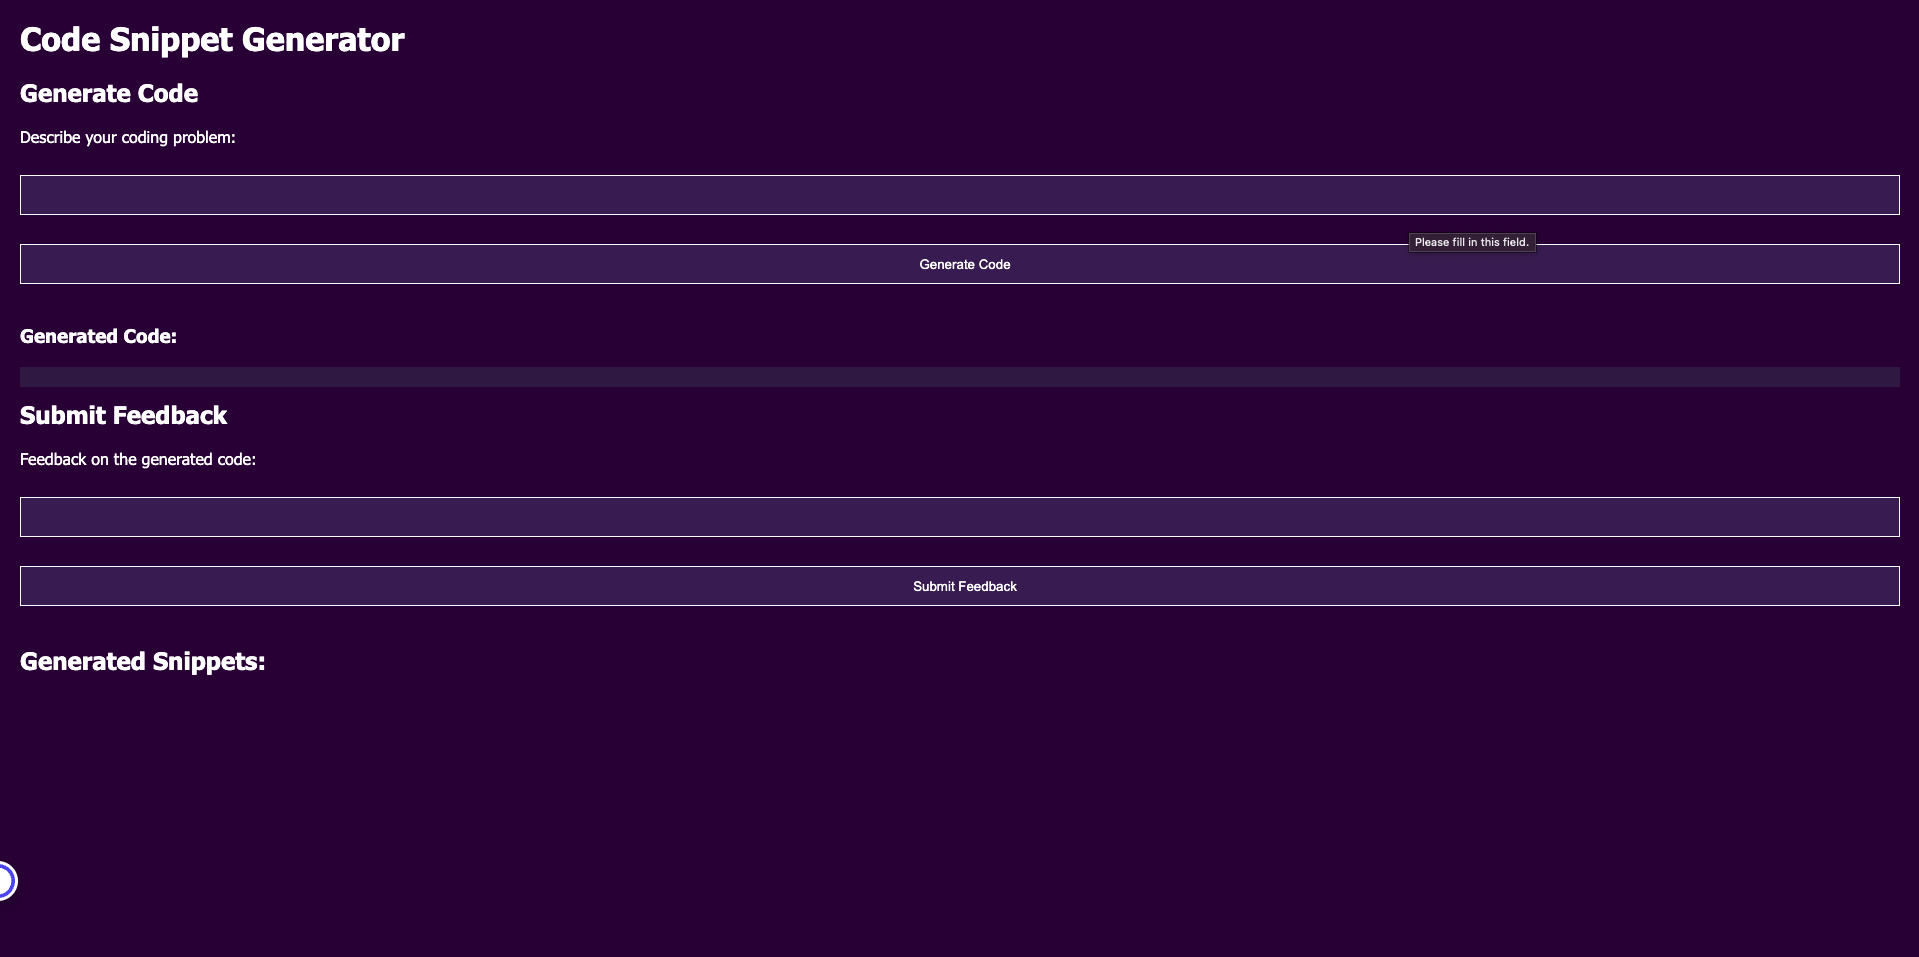 Code Snippet Generator
Generate Code
Describe your coding problem:
Please fill in this field.
Generate Code
Generated Code:
Submit Feedback
Feedback on the generated code:
Submit Feedback
Generated Snippets: